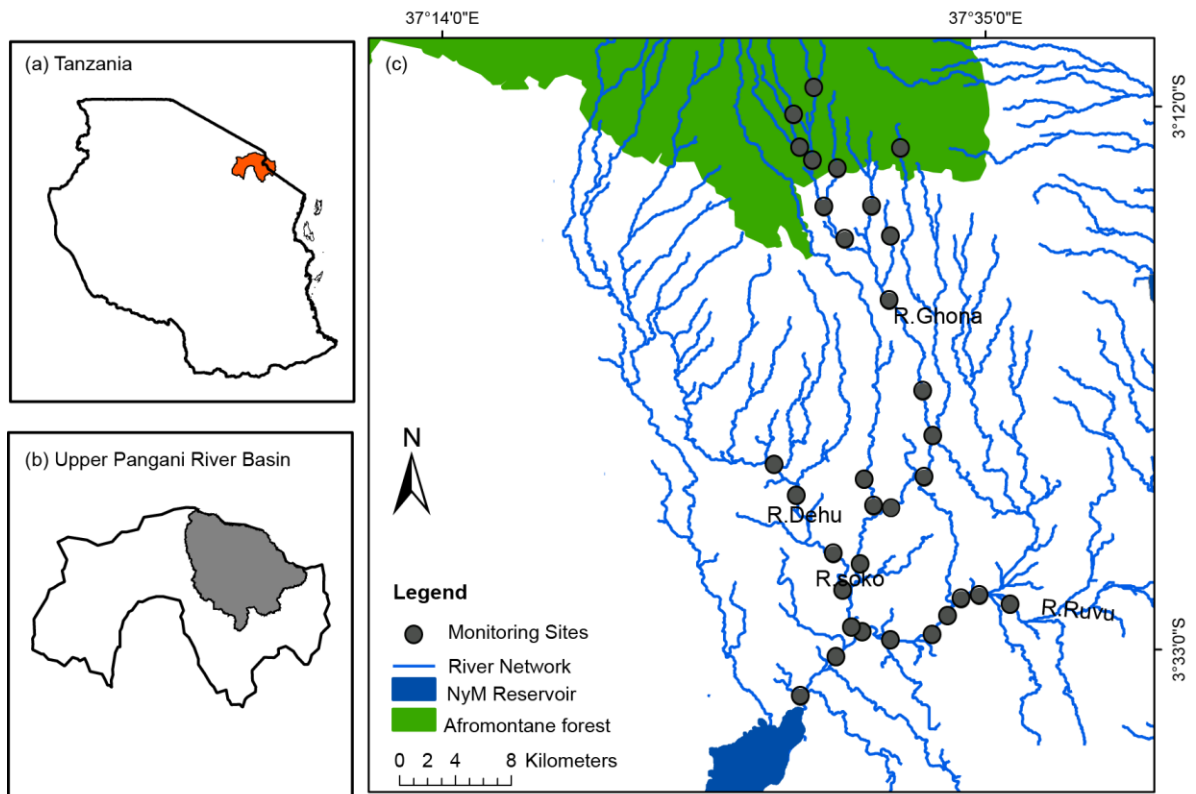 (a) Tanzania
(b) Upper Pangani River Basin
37°14'0"E
37°35'0"E
(c)
3°12'0"S
3°33'0"S
R.Ghona
R.Dehu
R.soko
R.Ruvu
N
Legend
Monitoring Sites
River Network
NyM Reservoir
Afromontane forest
0 2 4 8 Kilometers